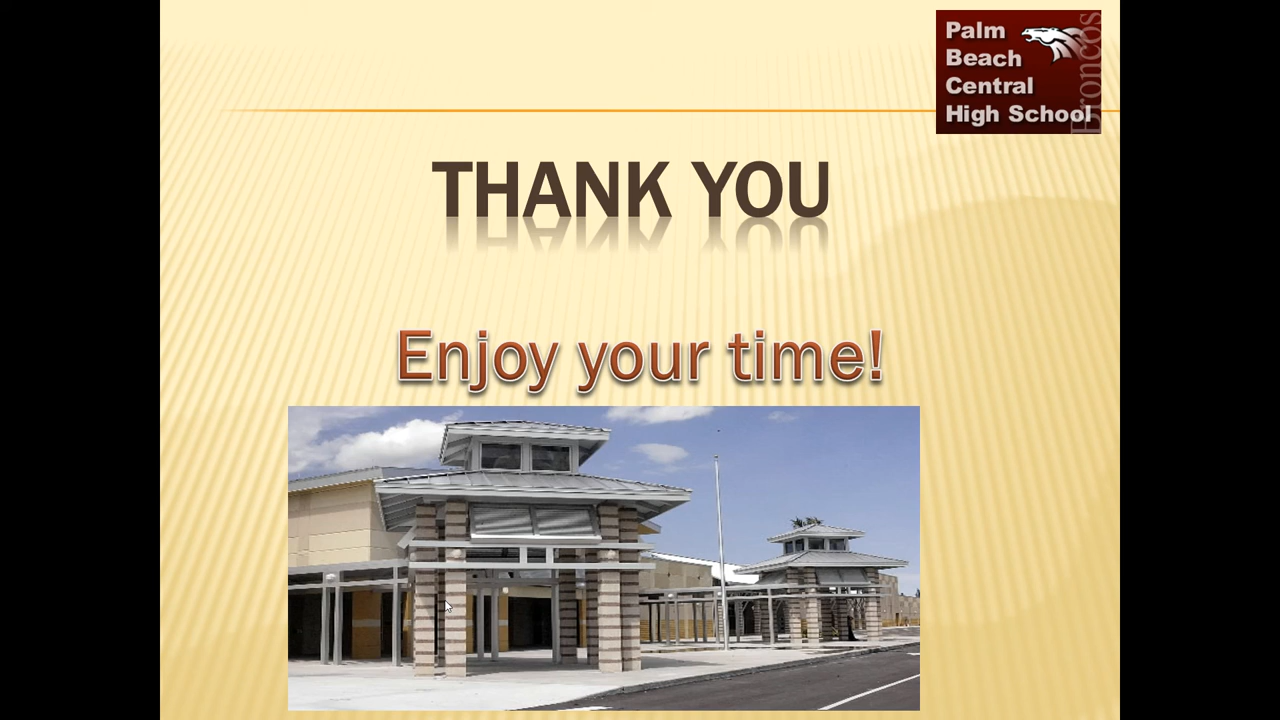 Palm
Beach
Central
High School
Broncos
THANK YOU
Enjoy your time!